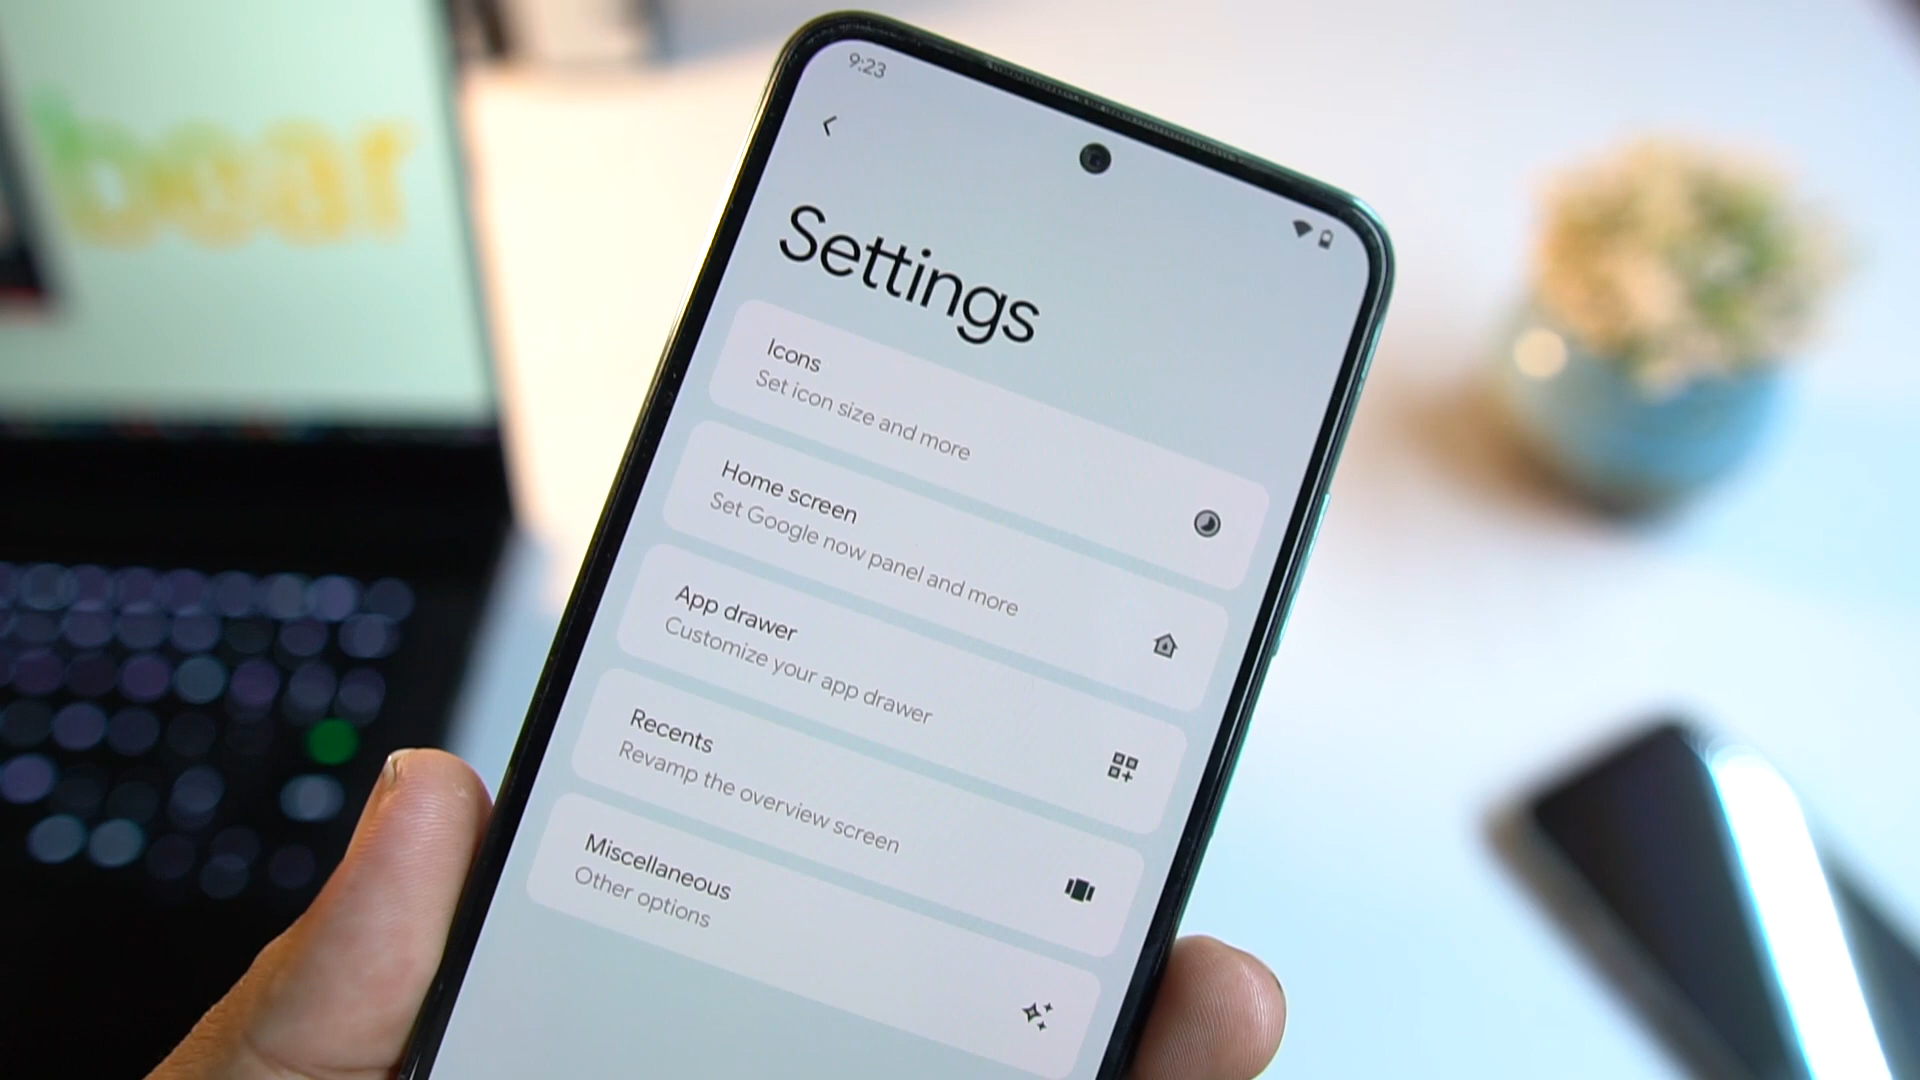 bear
9:23
Settings
Icons
Set icon size and more
Home screen
Set Google now panel and more
App drawer
Customize your app drawer
Recents
Revamp the overview screen
Miscellaneous
Other options